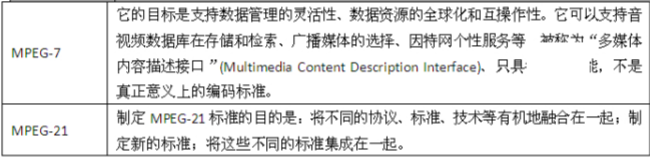 它的目标是支持数据管理的灵活性、数据资源的全球化和互操作性。它可以支持音
视频数据库在存储和检索、广播媒体的选择、因特网个性服务等 被称为“多媒体
MPEG-7
内容描述接口”(Multimedia Content Description Interface)、只具 能，不是
真正意义上的编码标准。
制定 MPEG-21 标准的目的是：将不同的协议、标准、技术等有机地融合在一起；制
MPEG-21
定新的标准；将这些不同的标准集成在一起。